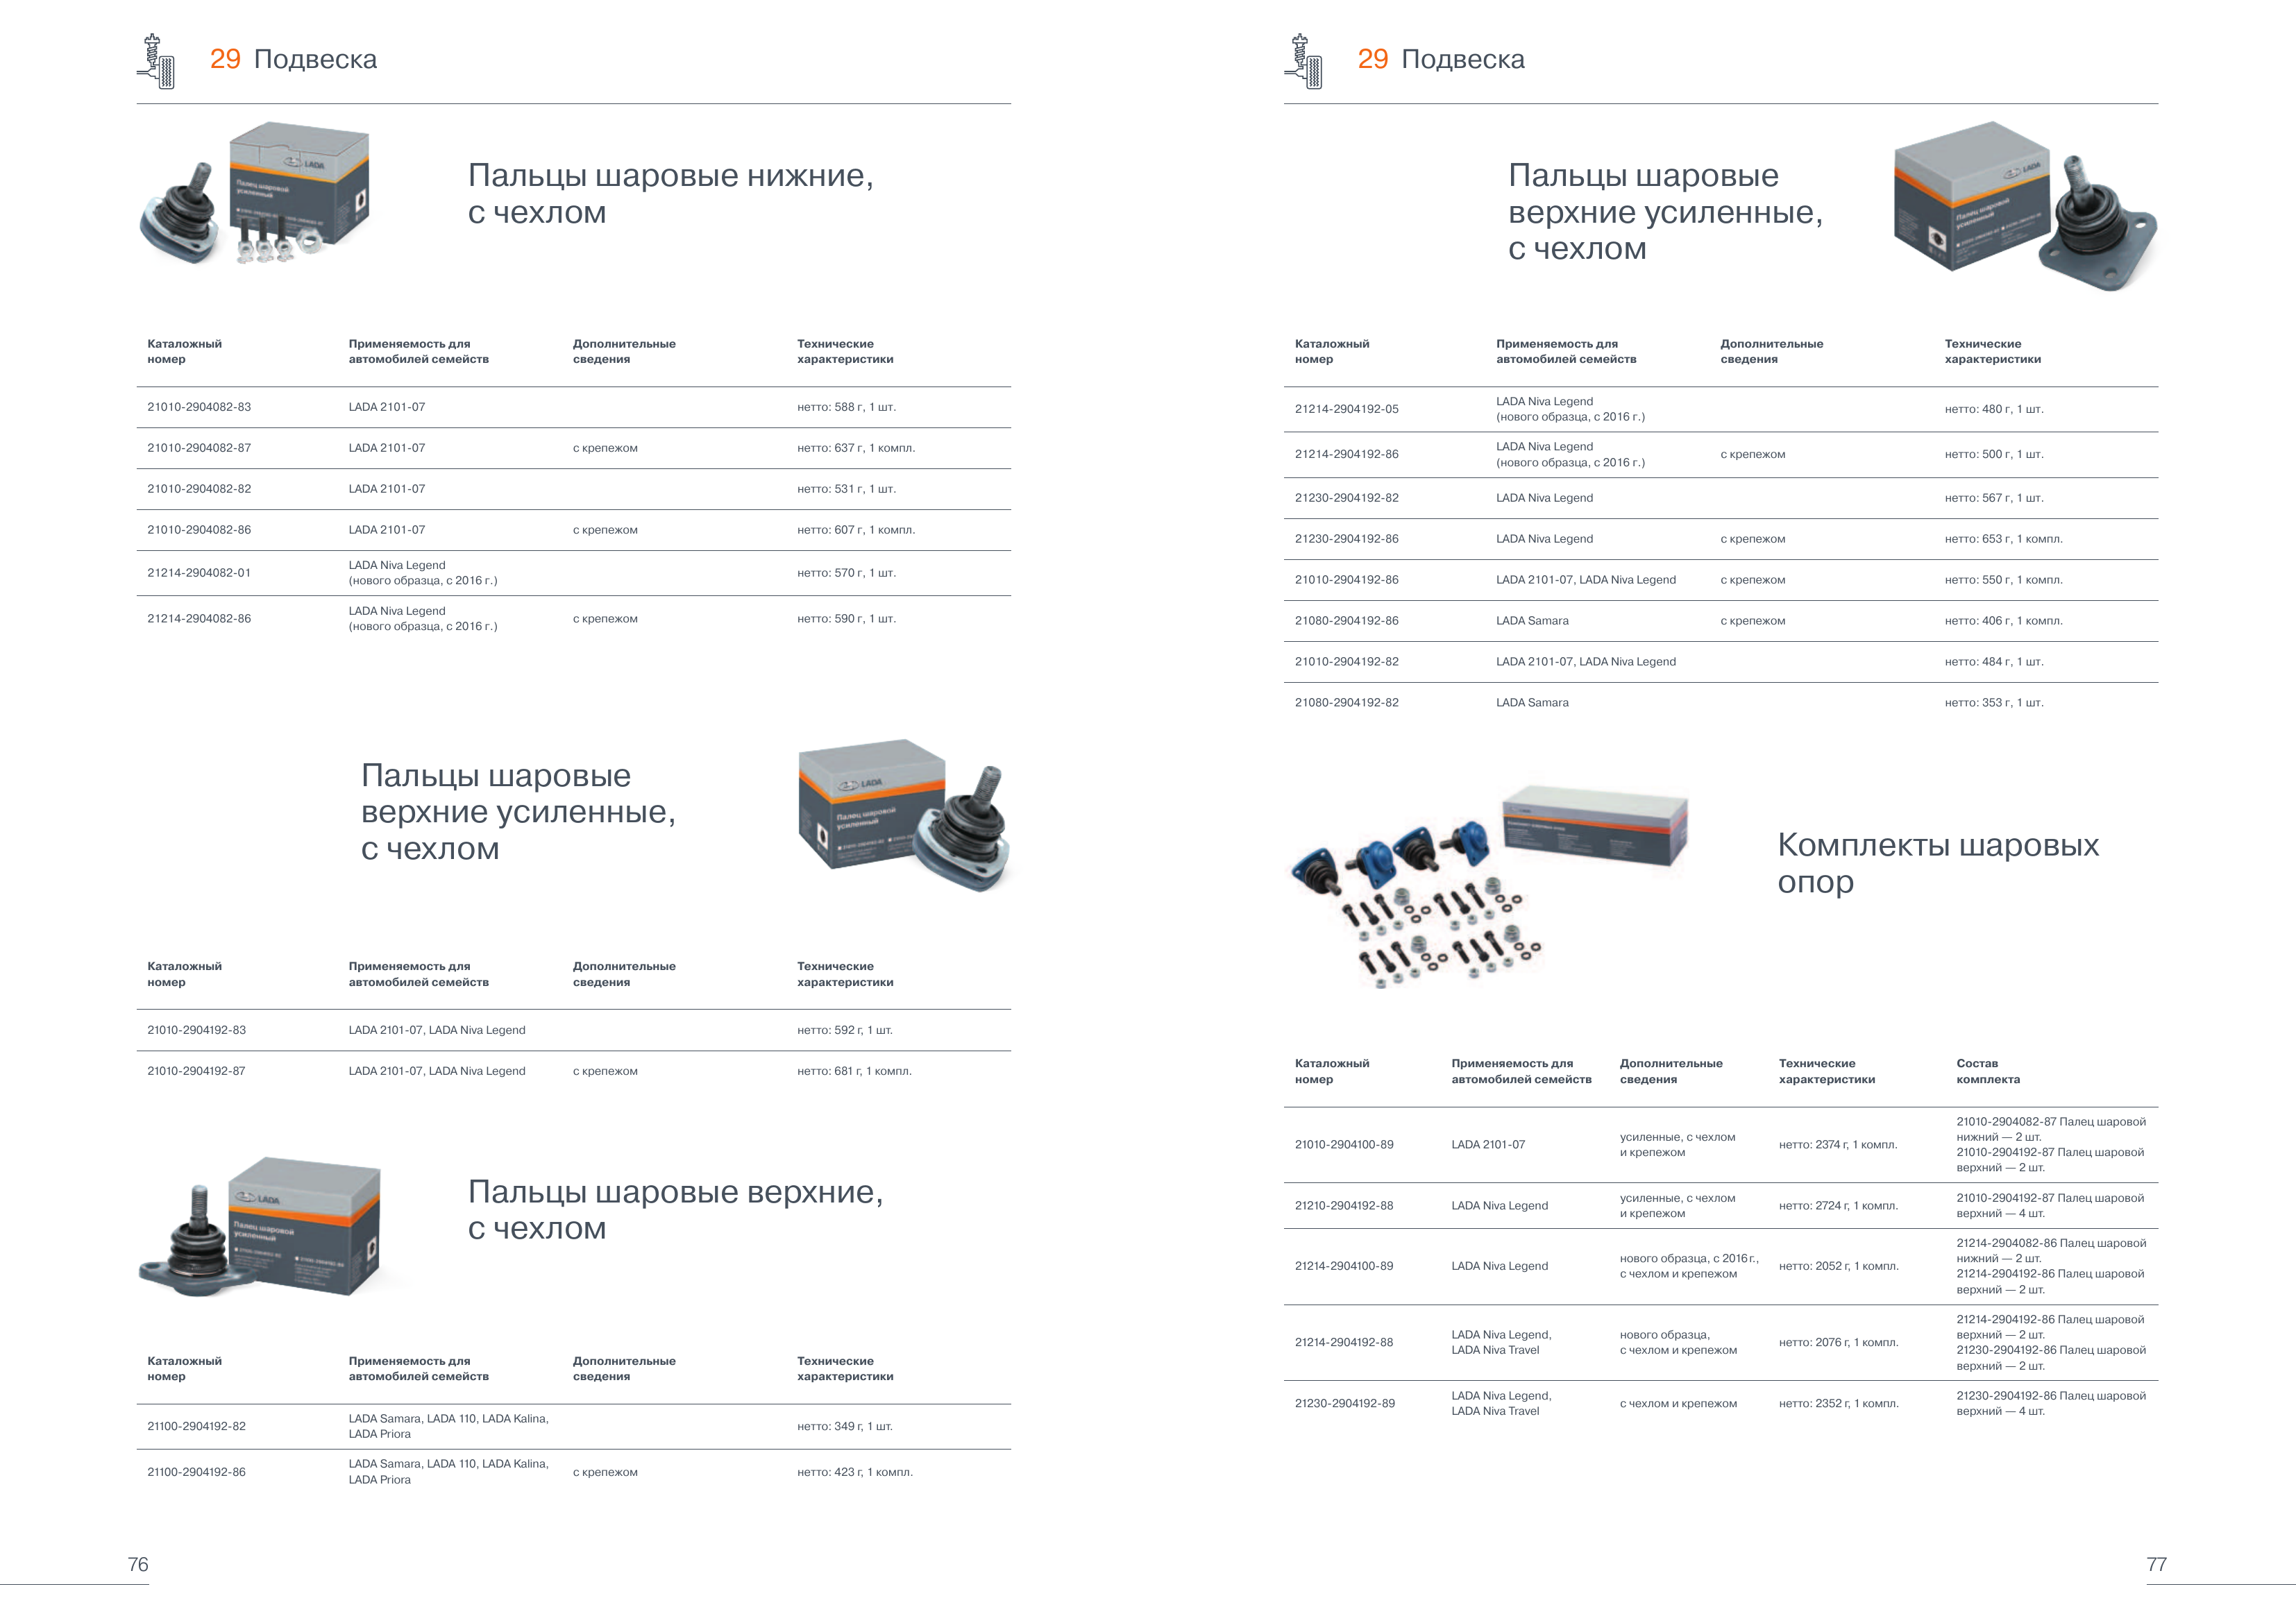 29 Подвеска
LADA
Палец шаровой
усиленный
Пальцы шаровые нижние,
с чехлом
Каталожный
номер
Применяемость для
автомобилей семейств
Дополнительные
сведения
Технические
характеристики
21010-2904082-83 LADA 2101-07 нетто: 588 г, 1 шт.
21010-2904082-87 LADA 2101-07 с крепежом нетто: 637 г, 1 компл.
21010-2904082-82 LADA 2101-07 нетто: 531 г, 1 шт.
21010-2904082-86 LADA 2101-07 с крепежом нетто: 607 г, 1 компл.
21214-2904082-01 LADA Niva Legend
(нового образца, с 2016 г.) нетто: 570 г, 1 шт.
21214-2904082-86 LADA Niva Legend
(нового образца, с 2016 г.) с крепежом нетто: 590 г, 1 шт.
Пальцы шаровые
верхние усиленные,
с чехлом
LADA
Палец шаровой
усиленный
Каталожный
номер
Применяемость для
автомобилей семейств
Дополнительные
сведения
Технические
характеристики
21010-2904192-83 LADA 2101-07, LADA Niva Legend нетто: 592 г, 1 шт.
21010-2904192-87 LADA 2101-07, LADA Niva Legend с крепежом нетто: 681 г, 1 компл.
LADA
Палец шаровой
усиленный
Пальцы шаровые верхние,
с чехлом
Каталожный
номер
Применяемость для
автомобилей семейств
Дополнительные
сведения
Технические
характеристики
21100-2904192-82 LADA Samara, LADA 110, LADA Kalina,
LADA Priora нетто: 349 г, 1 шт.
21100-2904192-86 LADA Samara, LADA 110, LADA Kalina,
LADA Priora с крепежом нетто: 423 г, 1 компл.
76
29 Подвеска
Пальцы шаровые
верхние усиленные,
с чехлом
LADA
Палец шаровой
усиленный
Каталожный
номер
Применяемость для
автомобилей семейств
Дополнительные
сведения
Технические
характеристики
21214-2904192-05 LADA Niva Legend
(нового образца, с 2016 г.) нетто: 480 г, 1 шт.
21214-2904192-86 LADA Niva Legend
(нового образца, с 2016 г.) с крепежом нетто: 500 г, 1 шт.
21230-2904192-82 LADA Niva Legend нетто: 567 г, 1 шт.
21230-2904192-86 LADA Niva Legend с крепежом нетто: 653 г, 1 компл.
21010-2904192-86 LADA 2101-07, LADA Niva Legend с крепежом нетто: 550 г, 1 компл.
21080-2904192-86 LADA Samara с крепежом нетто: 406 г, 1 компл.
21010-2904192-82 LADA 2101-07, LADA Niva Legend нетто: 484 г, 1 шт.
21080-2904192-82 LADA Samara нетто: 353 г, 1 шт.
Комплекты шаровых
опор
Каталожный
номер
Применяемость для
автомобилей семейств
Дополнительные
сведения
Технические
характеристики
Состав
комплекта
21010-2904100-89
LADA 2101-07
усиленные, с чехлом
и крепежом
нетто: 2374 г, 1 компл.
21010-2904082-87 Палец шаровой
нижний — 2 шт.
21010-2904192-87 Палец шаровой
верхний — 2 шт.
21210-2904192-88
LADA Niva Legend
усиленные, с чехлом
и крепежом
нетто: 2724 г, 1 компл.
21010-2904192-87 Палец шаровой
верхний — 4 шт.
21214-2904100-89
LADA Niva Legend
нового образца, с 2016 г.,
с чехлом и крепежом
нетто: 2052 г, 1 компл.
21214-2904082-86 Палец шаровой
нижний — 2 шт.
21214-2904192-86 Палец шаровой
верхний — 2 шт.
21214-2904192-88
LADA Niva Legend,
LADA Niva Travel
нового образца,
с чехлом и крепежом
нетто: 2076 г, 1 компл.
21214-2904192-86 Палец шаровой
верхний — 2 шт.
21230-2904192-86 Палец шаровой
верхний — 2 шт.
21230-2904192-89
LADA Niva Legend,
LADA Niva Travel
с чехлом и крепежом
нетто: 2352 г, 1 компл.
21230-2904192-86 Палец шаровой
верхний — 4 шт.
77